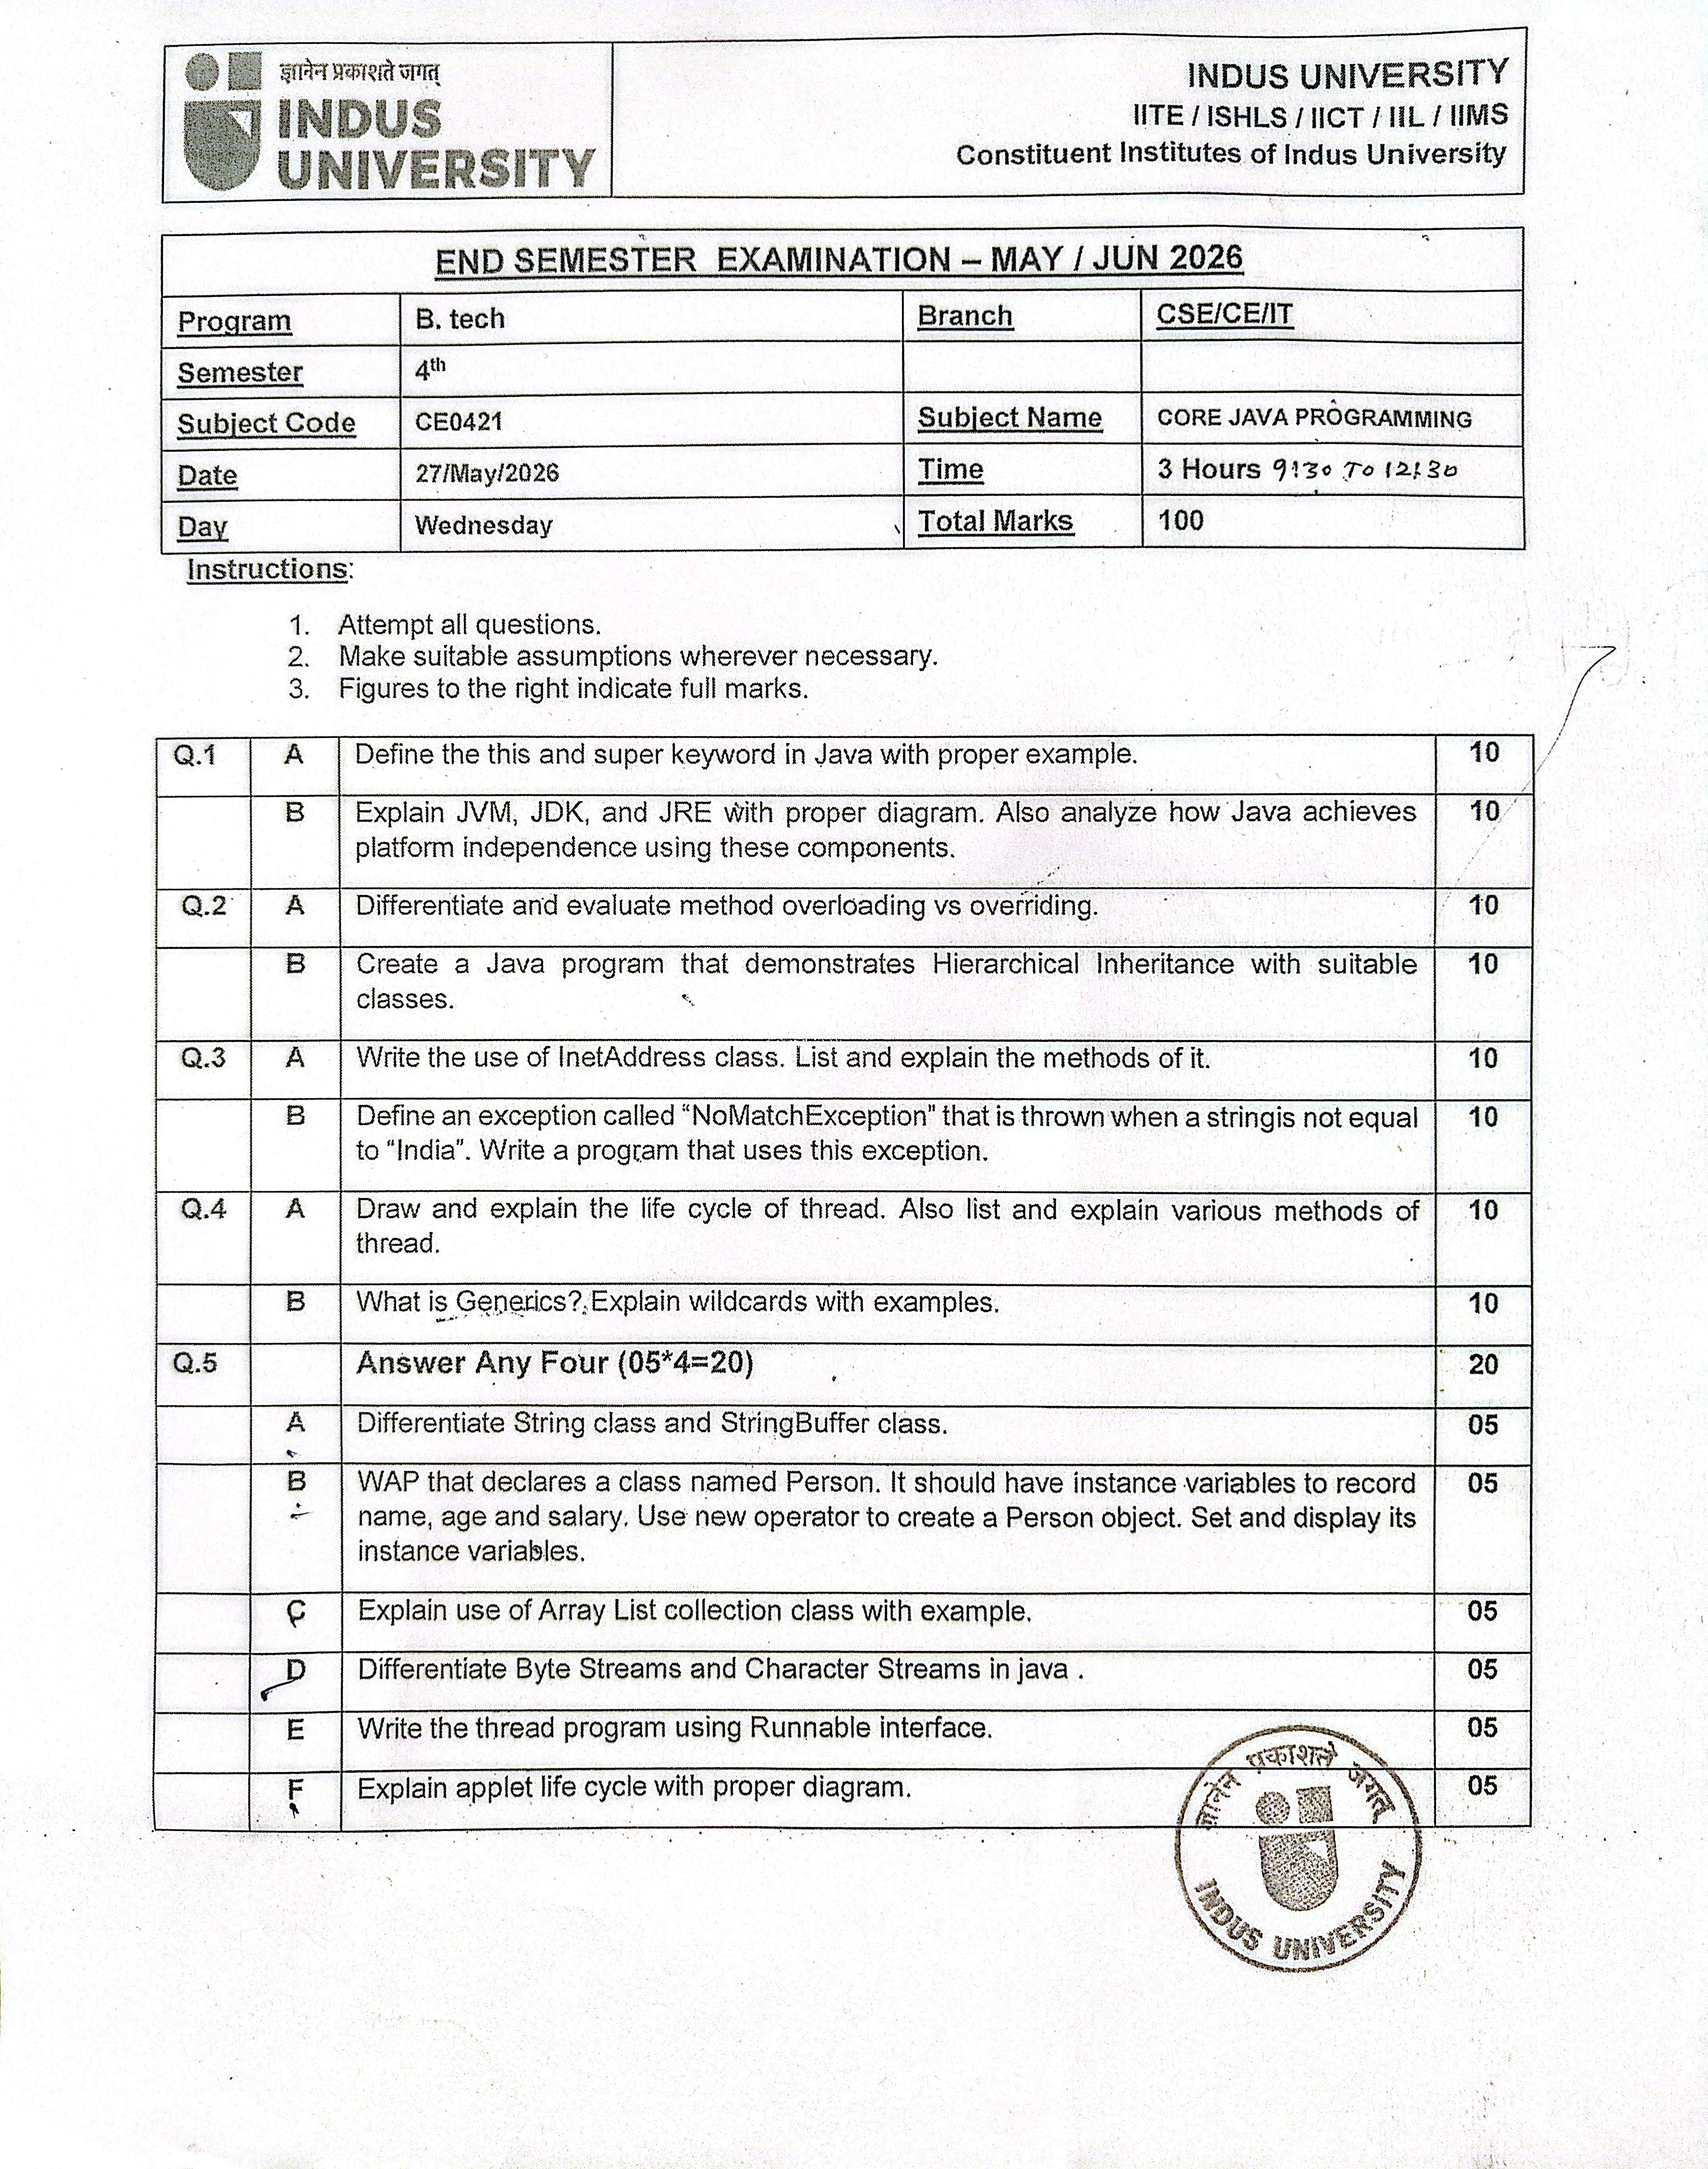 ज्ञानेन प्रकाशते जगत्
INDUS
UNIVERSITY
INDUS UNIVERSITY
IITE / ISHLS / IICT / IIL / IIMS
Constituent Institutes of Indus University
END SEMESTER EXAMINATION – MAY / JUN 2026
Program B. tech Branch CSE/CE/IT
Semester 4th
Subject Code CE0421 Subject Name CORE JAVA PROGRAMMING
Date 27/May/2026 Time 3 Hours 9:30 TO 12:30
Day Wednesday Total Marks 100
Instructions:
1. Attempt all questions.
2. Make suitable assumptions wherever necessary.
3. Figures to the right indicate full marks.
Q.1 A Define the this and super keyword in Java with proper example. 10
B Explain JVM, JDK, and JRE with proper diagram. Also analyze how Java achieves 10
platform independence using these components.
Q.2 A Differentiate and evaluate method overloading vs overriding. 10
B Create a Java program that demonstrates Hierarchical Inheritance with suitable 10
classes.
Q.3 A Write the use of InetAddress class. List and explain the methods of it. 10
B Define an exception called “NoMatchException” that is thrown when a stringis not equal 10
to “India”. Write a program that uses this exception.
Q.4 A Draw and explain the life cycle of thread. Also list and explain various methods of 10
thread.
B What is Generics? Explain wildcards with examples. 10
Q.5 Answer Any Four (05*4=20) 20
A Differentiate String class and StringBuffer class. 05
B WAP that declares a class named Person. It should have instance variables to record 05
name, age and salary. Use new operator to create a Person object. Set and display its
instance variables.
C Explain use of Array List collection class with example. 05
D Differentiate Byte Streams and Character Streams in java . 05
E Write the thread program using Runnable interface. 05
F Explain applet life cycle with proper diagram. 05
ज्ञानेन प्रकाशते जगत्
INDUS UNIVERSITY